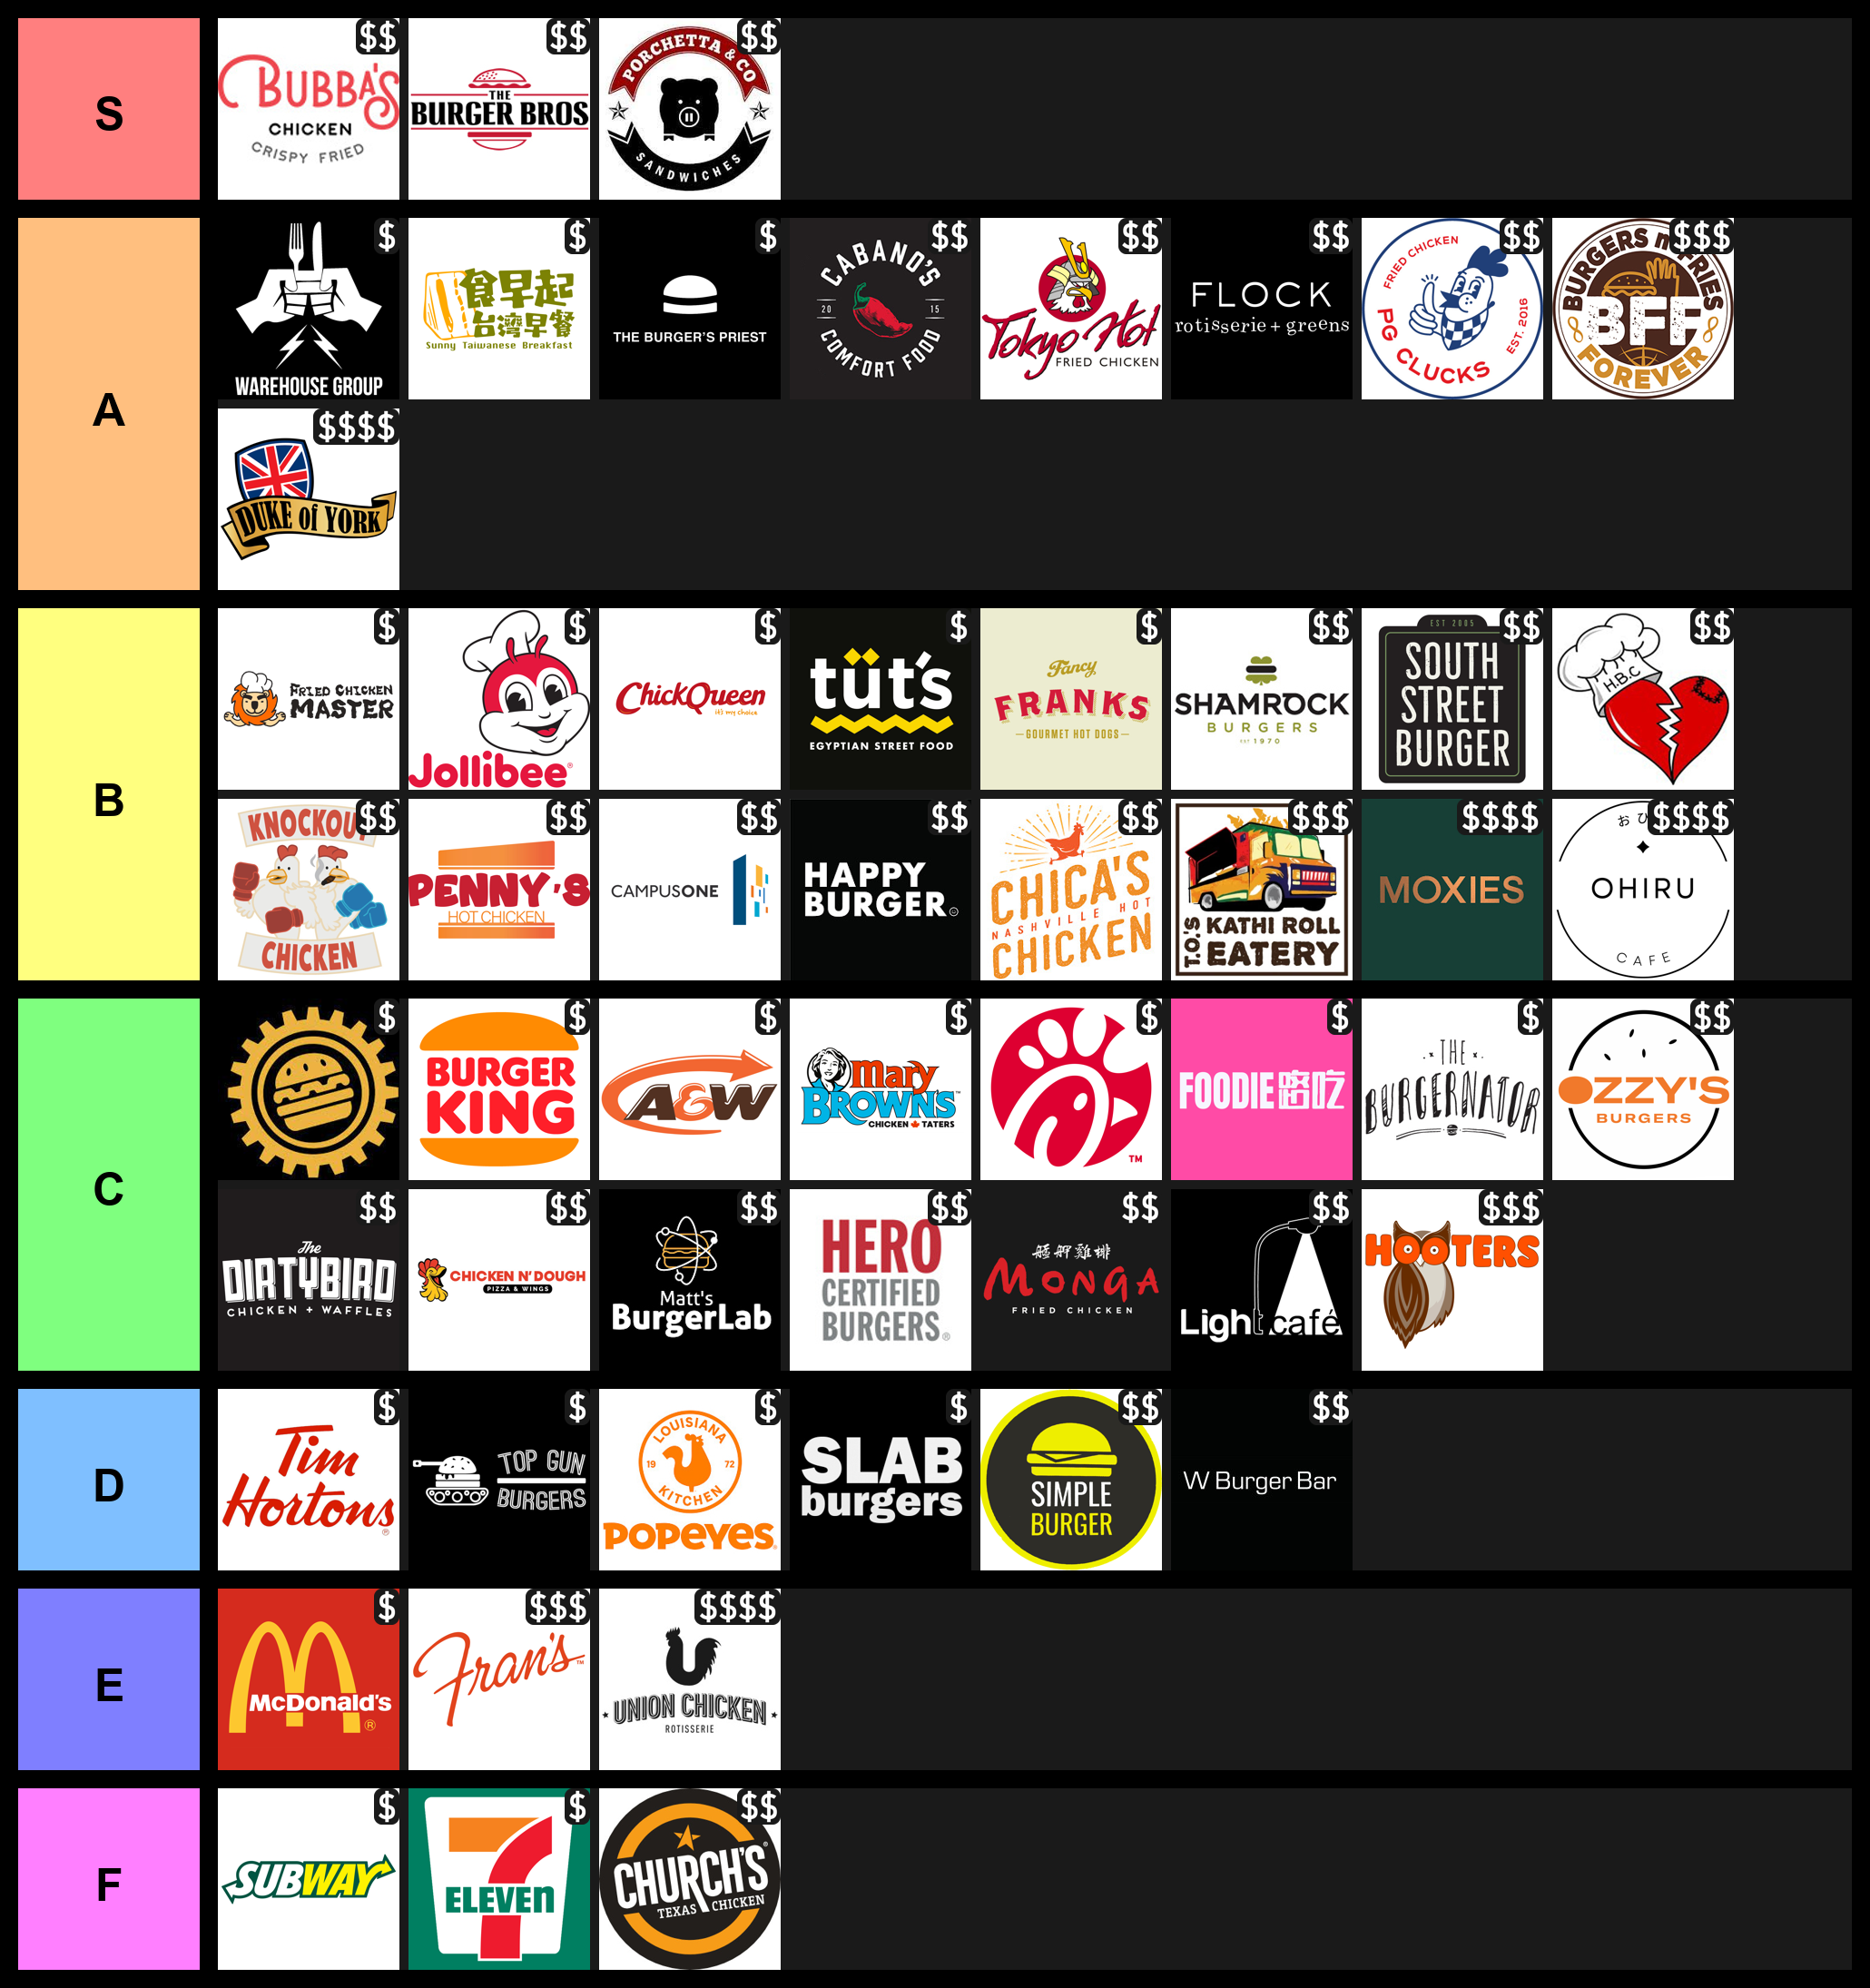 S
$$
BUBBA'S
CHICKEN
CRISPY FRIED
$$
THE
BURGER BROS
$$
PORCHETTA & CO
SANDWICHES
A
$
WAREHOUSE GROUP
$
食早起
台灣早餐
Sunny Taiwanese Breakfast
$
THE BURGER'S PRIEST
$$
CABANO'S
20 15
COMFORT FOOD
$$
Tokyo Hot
FRIED CHICKEN
$$
FLOCK
rotisserie + greens
$$
FRIED CHICKEN
PG CLUCKS
EST. 2016
$$$
BURGERS n' FRIES
BFF
FOREVER
$$$$
DUKE of YORK
B
$
FRIED CHICKEN
MASTER
$
Jollibee®
$
ChickQueen
it's my choice
$
tüt's
EGYPTIAN STREET FOOD
$
Fancy
FRANKS
GOURMET HOT DOGS
$$
SHAMROCK
BURGERS
EST 1970
$$
EST 2005
SOUTH
STREET
BURGER
$$
H.B.C
$$
KNOCKOUT
CHICKEN
$$
PENNY'S
HOT CHICKEN
$$
CAMPUSONE
$$
HAPPY
BURGER
$$
CHICA'S
NASHVILLE HOT
CHICKEN
$$$
T.O.'S
KATHI ROLL
EATERY
$$$$
MOXIES
$$$$
おひ
OHIRU
CAFE
C
$
$
BURGER
KING
$
A&W
$
Mary
BROWN'S™
CHICKEN TATERS
$
TM
$
FOODIE
$
THE
BURGERNATOR
$$
OZZY'S
BURGERS
$$
The
DIRTYBIRD
CHICKEN + WAFFLES
$$
CHICKEN N' DOUGH
PIZZA & WINGS
$$
Matt's
BurgerLab
$$
HERO
CERTIFIED
BURGERS®
$$
艋舺雞排
MONGA
FRIED CHICKEN
$$
Light café
$$$
HOOTERS
D
$
Tim
Hortons®
$
TOP GUN
BURGERS
$
LOUISIANA
19 72
KITCHEN
POPEYES
$
SLAB
burgers
$$
SIMPLE
BURGER
$$
W Burger Bar
E
$
McDonald's
®
$$$
Fran's™
$$$$
UNION CHICKEN
ROTISSERIE
F
$
SUBWAY
$
7
ELEVEn
$$
CHURCH'S
TEXAS CHICKEN